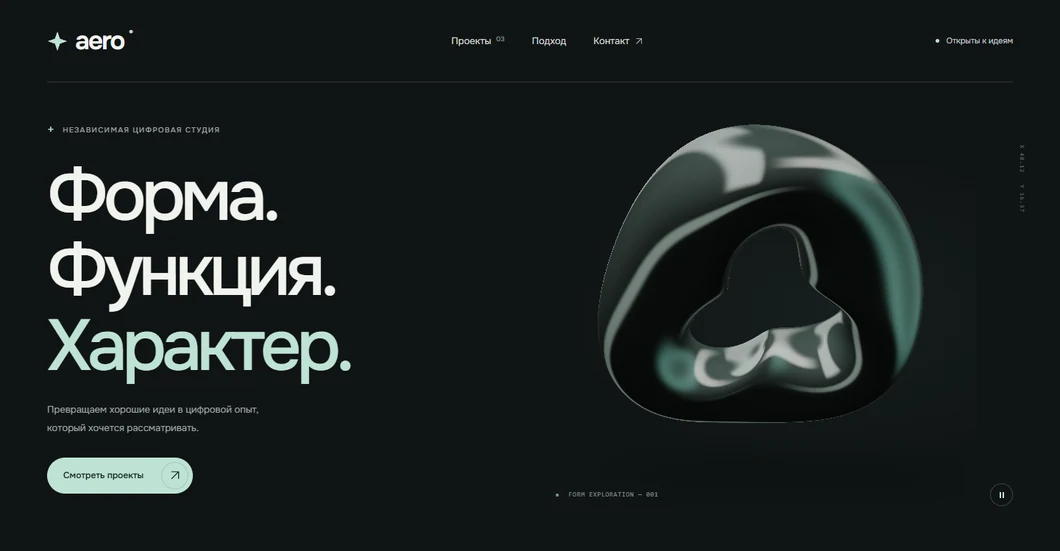 aero
Проекты 03
Подход
Контакт
Открыты к идеям
НЕЗАВИСИМАЯ ЦИФРОВАЯ СТУДИЯ
Форма.
Функция.
Характер.
Превращаем хорошие идеи в цифровой опыт,
который хочется рассматривать.
Смотреть проекты
FORM EXPLORATION — 001